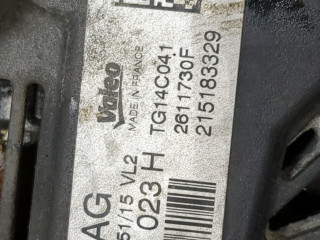 Valeo
MADE IN FRANCE
TG14C041
2611730F
215183329
AG
51/15 VL2
023 H